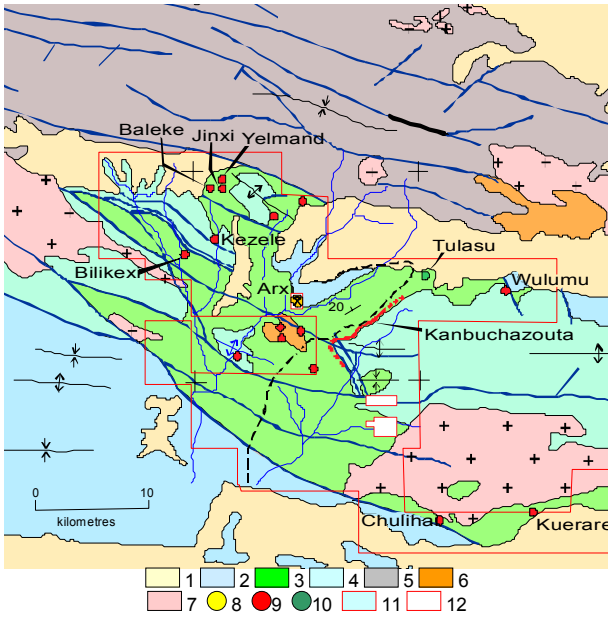 Baleke Jinxi Yelmand
Tulasu
Kezele
Bilikexi
Arxi
Wulumu
20
Kanbuchazouta
0 10
kilometres
Chulihai
Kuerare
1 2 3 4 5 6
7 8 9 10 11 12